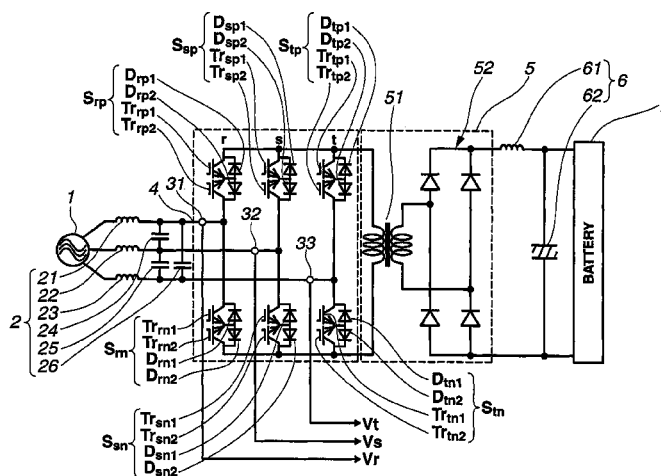 Ssp
Dsp1
Dsp2
Trsp1
Trsp2
Stp
Dtp1
Dtp2
Trtp1
Trtp2
Srp
Drp1
Drp2
Trrp1
Trrp2
52
5
61
62
6
51
r
s
t
1
4
31
32
33
2
21
22
23
24
25
26
BATTERY
Srn
Trrn1
Trrn2
Drn1
Drn2
Ssn
Trsn1
Trsn2
Dsn1
Dsn2
Stn
Dtn1
Dtn2
Trtn1
Trtn2
Vt
Vs
Vr